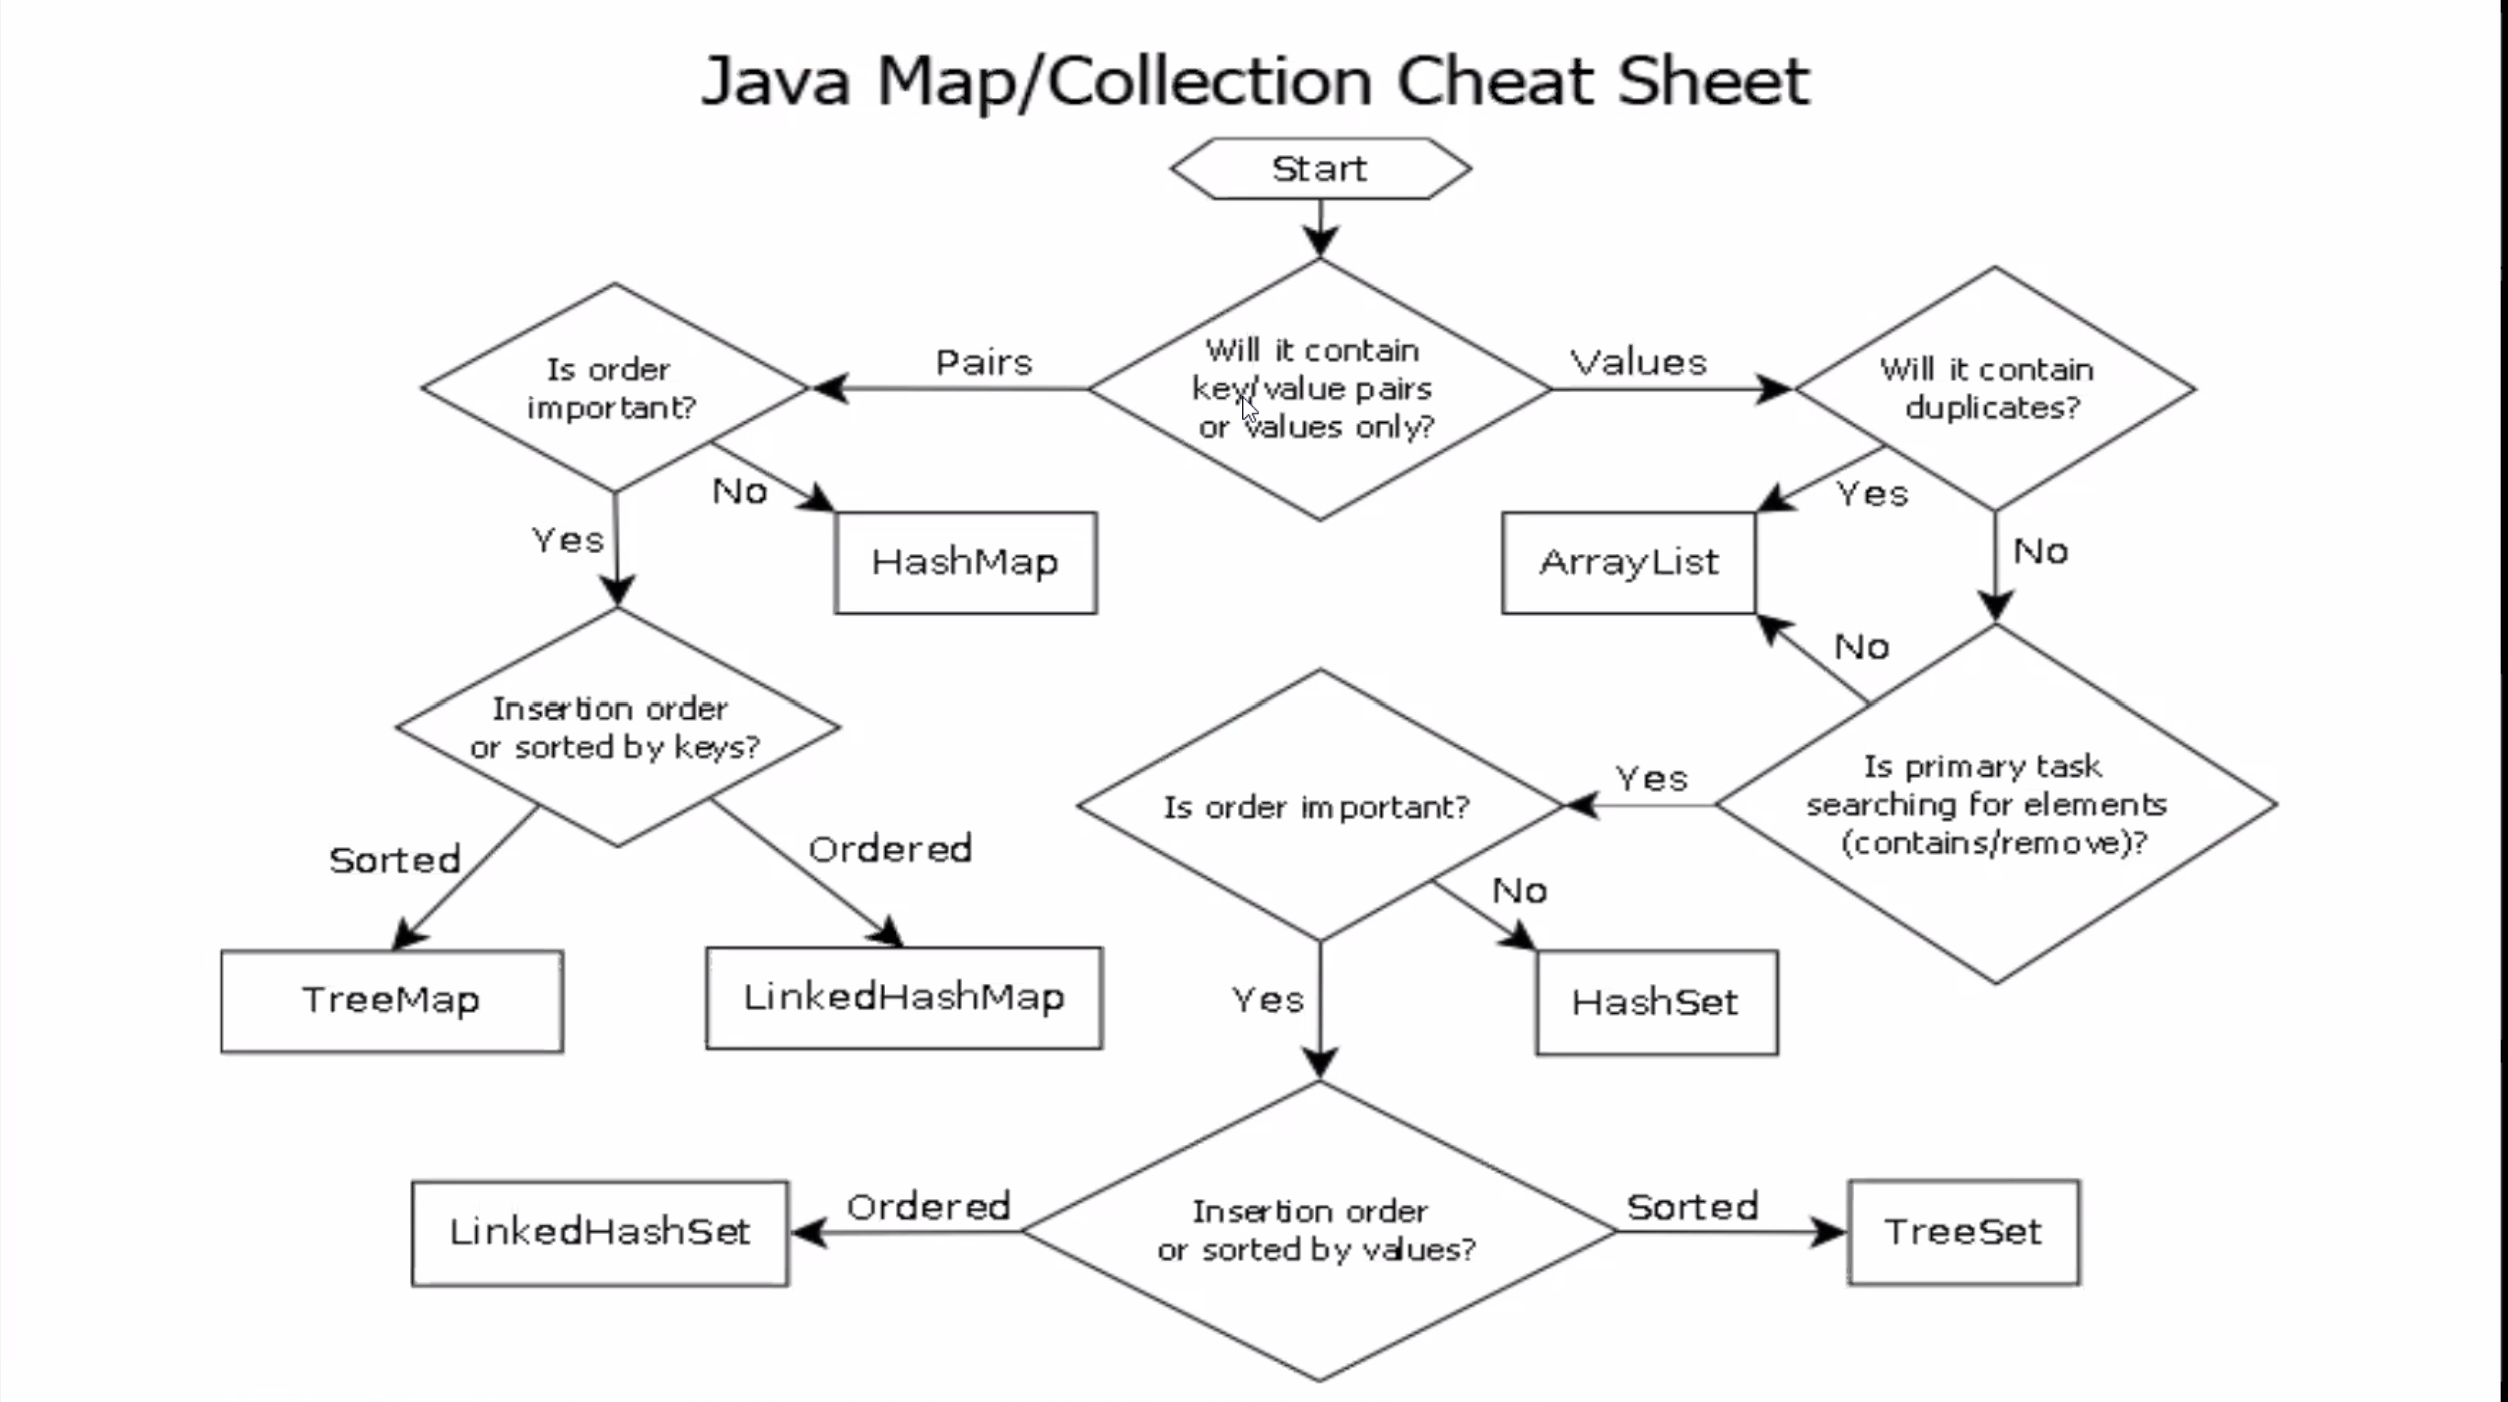 Java Map/Collection Cheat Sheet
Start
Will it contain
key/value pairs
or values only?
Pairs
Values
Is order
important?
No
Yes
HashMap
Insertion order
or sorted by keys?
Sorted
Ordered
TreeMap
LinkedHashMap
Will it contain
duplicates?
Yes
No
ArrayList
No
Is primary task
searching for elements
(contains/remove)?
Yes
Is order important?
No
Yes
HashSet
Insertion order
or sorted by values?
Ordered
Sorted
LinkedHashSet
TreeSet